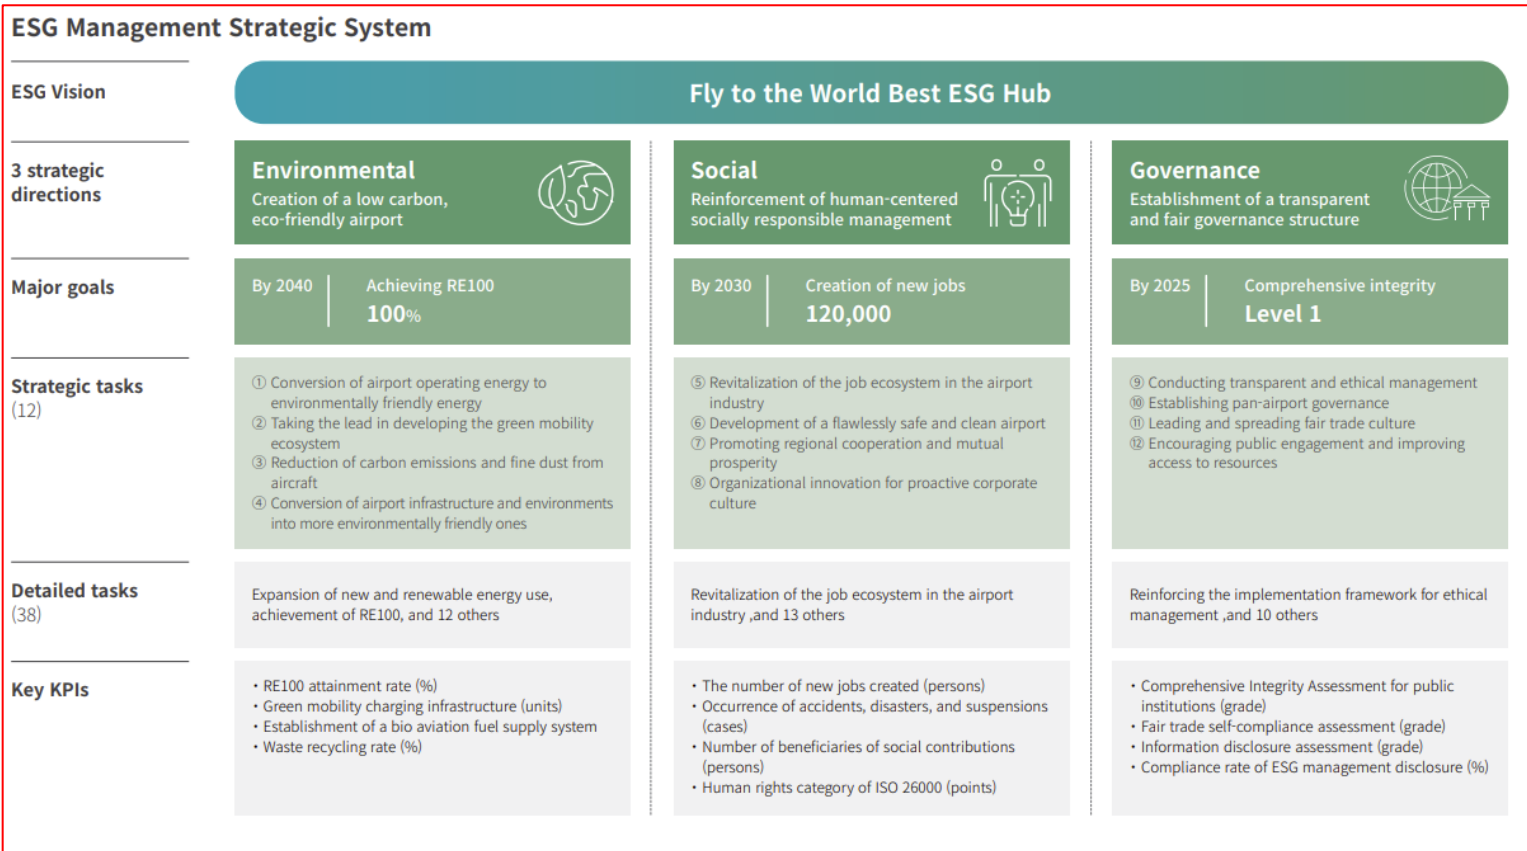 ESG Management Strategic System
ESG Vision
Fly to the World Best ESG Hub
3 strategic
directions
Environmental
Creation of a low carbon,
eco-friendly airport
Social
Reinforcement of human-centered
socially responsible management
Governance
Establishment of a transparent
and fair governance structure
Major goals
By 2040
Achieving RE100
100%
By 2030
Creation of new jobs
120,000
By 2025
Comprehensive integrity
Level 1
Strategic tasks
(12)
① Conversion of airport operating energy to
environmentally friendly energy
② Taking the lead in developing the green mobility
ecosystem
③ Reduction of carbon emissions and fine dust from
aircraft
④ Conversion of airport infrastructure and environments
into more environmentally friendly ones
⑤ Revitalization of the job ecosystem in the airport
industry
⑥ Development of a flawlessly safe and clean airport
⑦ Promoting regional cooperation and mutual
prosperity
⑧ Organizational innovation for proactive corporate
culture
⑨ Conducting transparent and ethical management
⑩ Establishing pan-airport governance
⑪ Leading and spreading fair trade culture
⑫ Encouraging public engagement and improving
access to resources
Detailed tasks
(38)
Expansion of new and renewable energy use,
achievement of RE100, and 12 others
Revitalization of the job ecosystem in the airport
industry ,and 13 others
Reinforcing the implementation framework for ethical
management ,and 10 others
Key KPIs
• RE100 attainment rate (%)
• Green mobility charging infrastructure (units)
• Establishment of a bio aviation fuel supply system
• Waste recycling rate (%)
• The number of new jobs created (persons)
• Occurrence of accidents, disasters, and suspensions
(cases)
• Number of beneficiaries of social contributions
(persons)
• Human rights category of ISO 26000 (points)
• Comprehensive Integrity Assessment for public
institutions (grade)
• Fair trade self-compliance assessment (grade)
• Information disclosure assessment (grade)
• Compliance rate of ESG management disclosure (%)